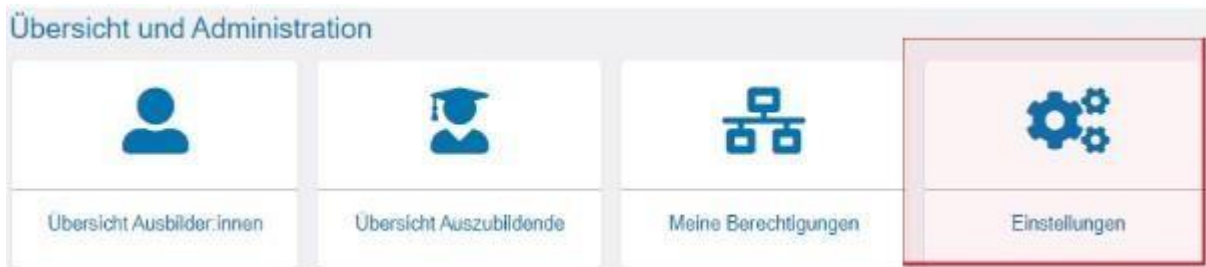 Übersicht und Administration
Übersicht Ausbilder:innen
Übersicht Auszubildende
Meine Berechtigungen
Einstellungen